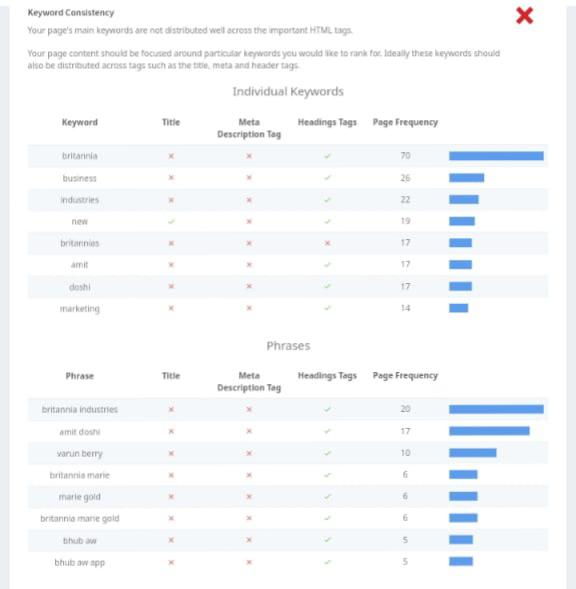 Keyword Consistency
Your page's main keywords are not distributed well across the important HTML tags.
Your page content should be focused around particular keywords you would like to rank for. Ideally these keywords should
also be distributed across tags such as the title, meta and header tags.
Individual Keywords
Keyword Title Meta Description Tag Headings Tags Page Frequency
britannia ✗ ✗ ✓ 70
business ✗ ✗ ✓ 26
industries ✗ ✗ ✓ 22
new ✓ ✗ ✓ 19
britannias ✗ ✗ ✗ 17
amit ✗ ✗ ✓ 17
doshi ✗ ✗ ✓ 17
marketing ✗ ✗ ✓ 14
Phrases
Phrase Title Meta Description Tag Headings Tags Page Frequency
britannia industries ✗ ✗ ✓ 20
amit doshi ✗ ✗ ✓ 17
varun berry ✗ ✗ ✓ 10
britannia marie ✗ ✗ ✓ 6
marie gold ✗ ✗ ✓ 6
britannia marie gold ✗ ✗ ✓ 6
bhub aw ✗ ✗ ✓ 5
bhub aw app ✗ ✗ ✓ 5